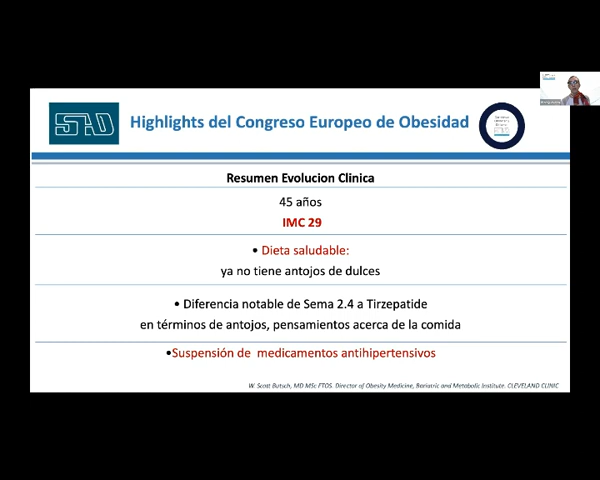 SAD
Highlights del Congreso Europeo de Obesidad
Resumen Evolucion Clinica
45 años
IMC 29
• Dieta saludable:
ya no tiene antojos de dulces
• Diferencia notable de Sema 2.4 a Tirzepatide
en términos de antojos, pensamientos acerca de la comida
•Suspensión de medicamentos antihipertensivos
W. Scott Butsch, MD MSc FTOS. Director of Obesity Medicine, Bariatric and Metabolic Institute. CLEVELAND CLINIC